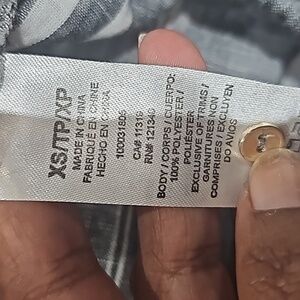 XS/TP/XP
MADE IN CHINA
FABRIQUÉ EN CHINE
HECHO EN CHINA
CA# 11315
RN# 121340
BODY / CORPS / CUERPO:
100% POLYESTER /
POLIÉSTER
EXCLUSIVE OF TRIMS /
GARNITURES NON
COMPRISES / EXCLUYEN
DO AVIOS